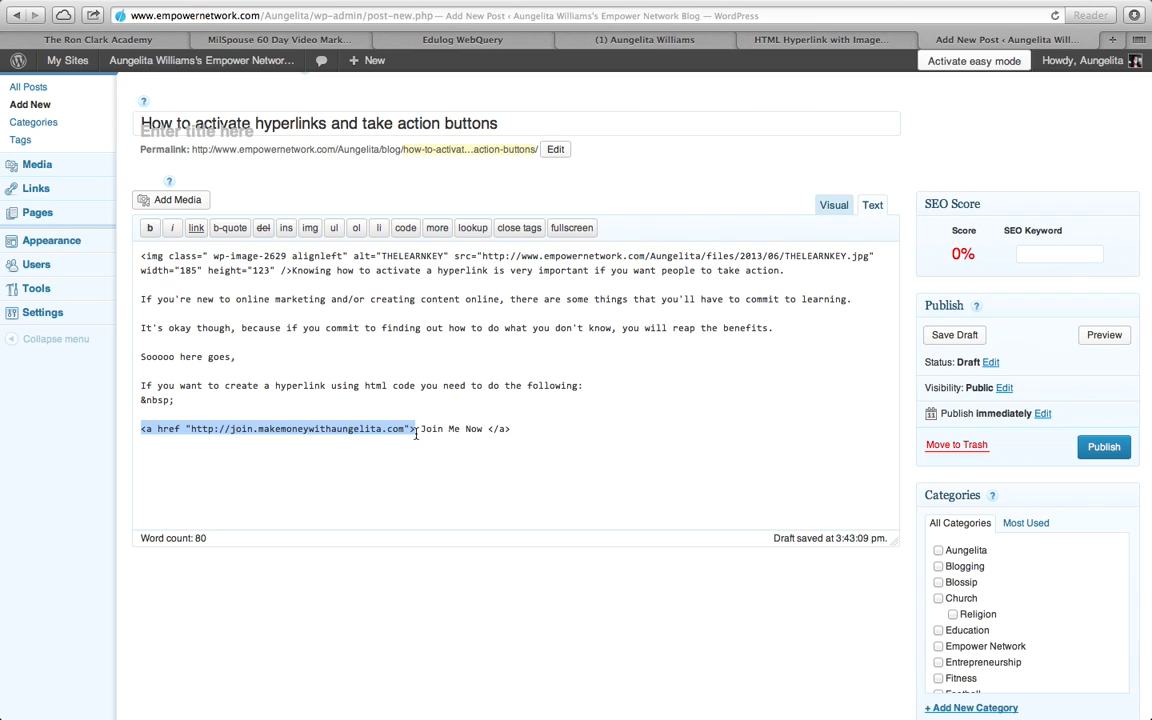 www.empowernetwork.com/Aungelita/wp-admin/post-new.php — Add New Post ‹ Aungelita Williams's Empower Network Blog — WordPress
Reader
The Ron Clark Academy
MilSpouse 60 Day Video Mark...
Edulog WebQuery
(1) Aungelita Williams
HTML Hyperlink with Image...
Add New Post ‹ Aungelita Will...
My Sites
Aungelita Williams's Empower Networ...
+ New
Activate easy mode
Howdy, Aungelita
All Posts
Add New
Categories
Tags
Media
Links
Pages
Appearance
Users
Tools
Settings
Collapse menu
?
How to activate hyperlinks and take action buttons
Enter title here
Permalink: http://www.empowernetwork.com/Aungelita/blog/how-to-activat...action-buttons/ Edit
?
Add Media
Visual
Text
b i link b-quote del ins img ul ol li code more lookup close tags fullscreen
<img class=" wp-image-2629 alignleft" alt="THELEARNKEY" src="http://www.empowernetwork.com/Aungelita/files/2013/06/THELEARNKEY.jpg"
width="185" height="123" />Knowing how to activate a hyperlink is very important if you want people to take action.
If you're new to online marketing and/or creating content online, there are some things that you'll have to commit to learning.
It's okay though, because if you commit to finding out how to do what you don't know, you will reap the benefits.
Sooooo here goes,
If you want to create a hyperlink using html code you need to do the following:
&nbsp;
<a href "http://join.makemoneywithaungelita.com"> Join Me Now </a>
Word count: 80
Draft saved at 3:43:09 pm.
SEO Score
Score
SEO Keyword
0%
Publish ?
Save Draft
Preview
Status: Draft Edit
Visibility: Public Edit
Publish immediately Edit
Move to Trash
Publish
Categories ?
All Categories
Most Used
Aungelita
Blogging
Blossip
Church
Religion
Education
Empower Network
Entrepreneurship
Fitness
Football
+ Add New Category